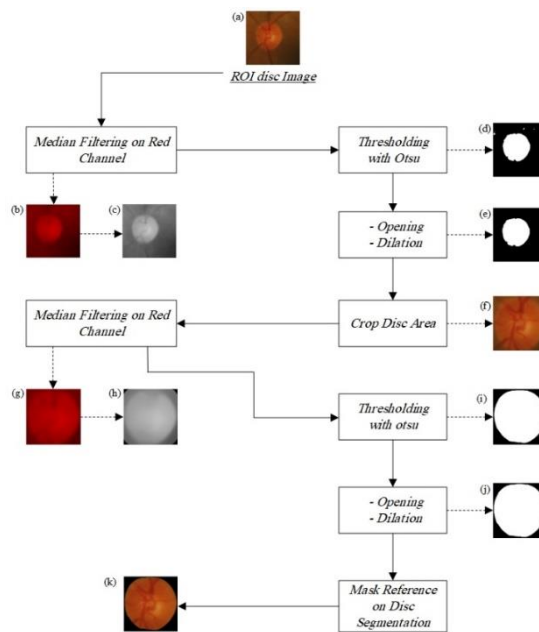 (a)
ROI disc Image
Median Filtering on Red
Channel
Thresholding
with Otsu
(d)
(b)
(c)
- Opening
- Dilation
(e)
Median Filtering on Red
Channel
Crop Disc Area
(f)
(g)
(h)
Thresholding
with otsu
(i)
- Opening
- Dilation
(j)
(k)
Mask Reference
on Disc
Segmentation